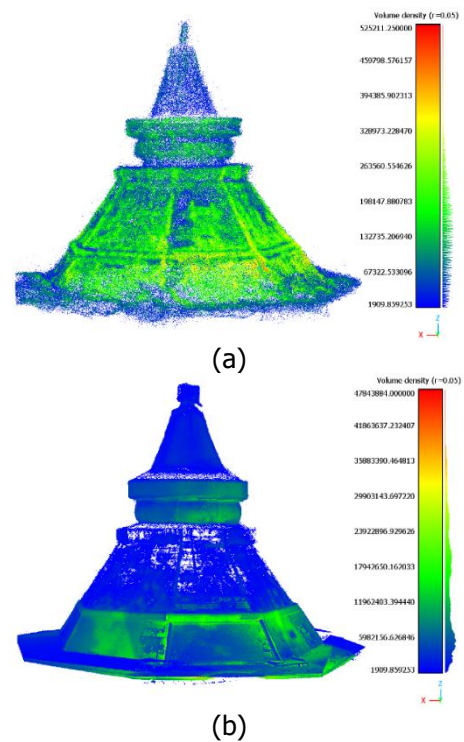 Volume density (r=0.05)
525211.250000
459798.576157
394385.902313
328973.228470
263560.554626
198147.880783
132735.206940
67322.533096
1909.859253
Z
X
(a)
Volume density (r=0.05)
47843884.000000
41863637.232407
35883390.464813
29903143.697220
23922896.929626
17942650.162033
11962403.394440
5982156.626846
1909.859253
Z
X
(b)